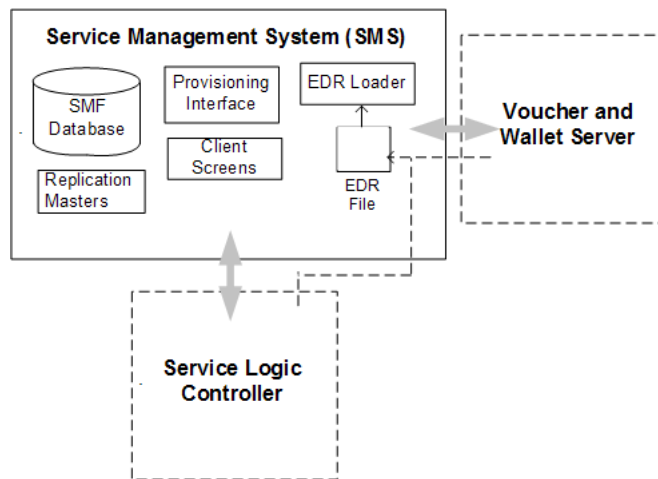 Service Management System (SMS)
SMF
Database
Provisioning
Interface
EDR Loader
Client
Screens
Replication
Masters
EDR
File
Voucher and
Wallet Server
Service Logic
Controller